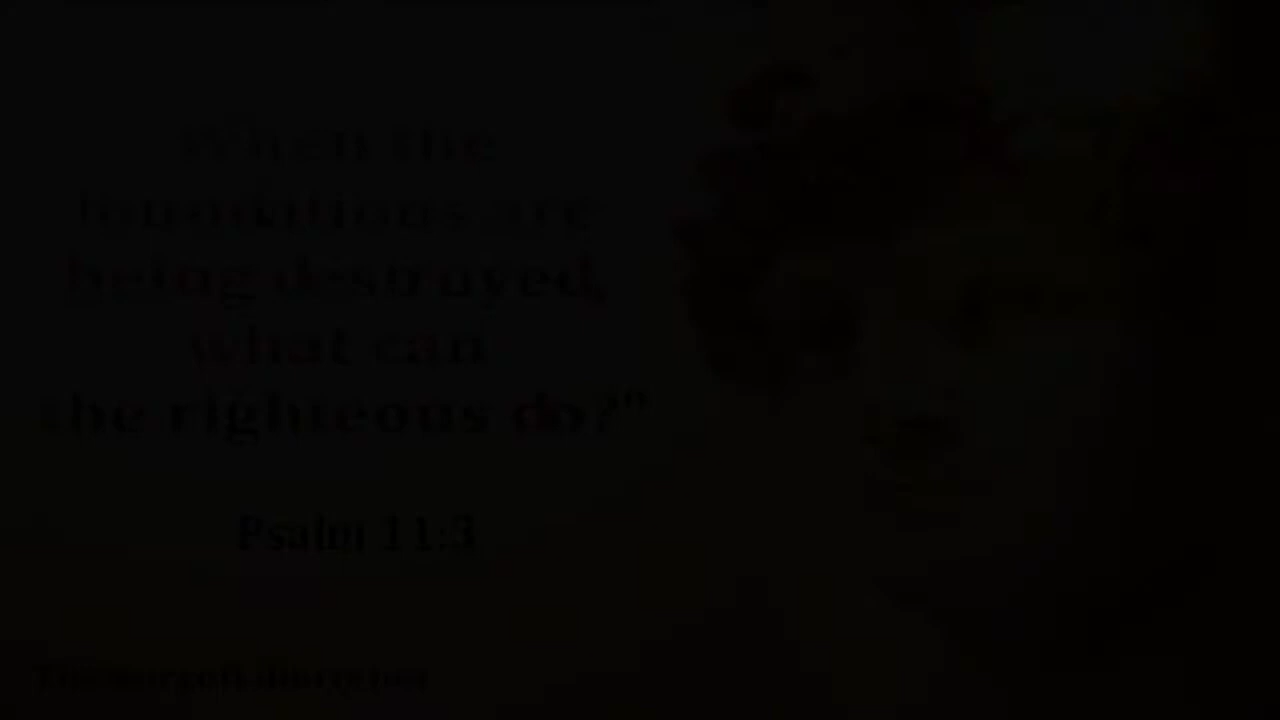 When the
foundations are
being destroyed,
what can
the righteous do?"
Psalm 11:3